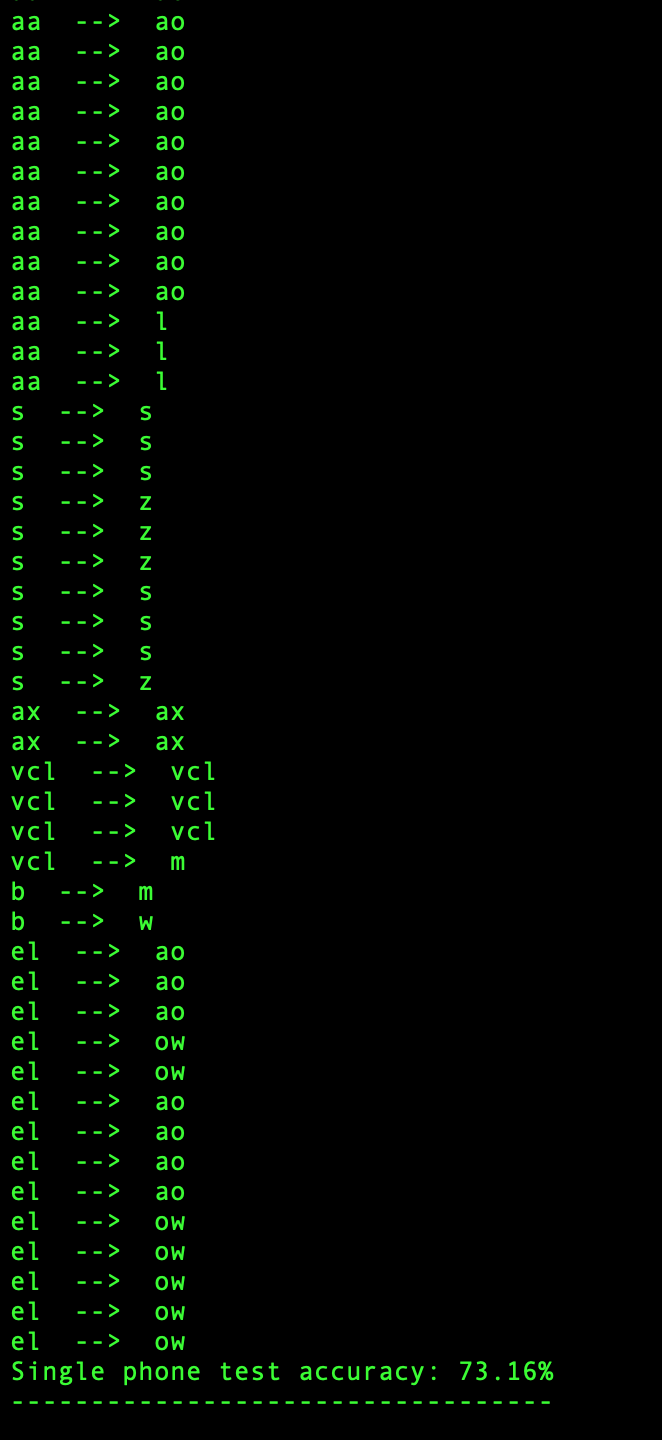 aa  -->  ao
aa  -->  ao
aa  -->  ao
aa  -->  ao
aa  -->  ao
aa  -->  ao
aa  -->  ao
aa  -->  ao
aa  -->  ao
aa  -->  ao
aa  -->  l
aa  -->  l
aa  -->  l
s  -->  s
s  -->  s
s  -->  s
s  -->  z
s  -->  z
s  -->  z
s  -->  s
s  -->  s
s  -->  s
s  -->  z
ax  -->  ax
ax  -->  ax
vcl  -->  vcl
vcl  -->  vcl
vcl  -->  vcl
vcl  -->  m
b  -->  m
b  -->  w
el  -->  ao
el  -->  ao
el  -->  ao
el  -->  ow
el  -->  ow
el  -->  ao
el  -->  ao
el  -->  ao
el  -->  ao
el  -->  ow
el  -->  ow
el  -->  ow
el  -->  ow
el  -->  ow
Single phone test accuracy: 73.16%
----------------------------------